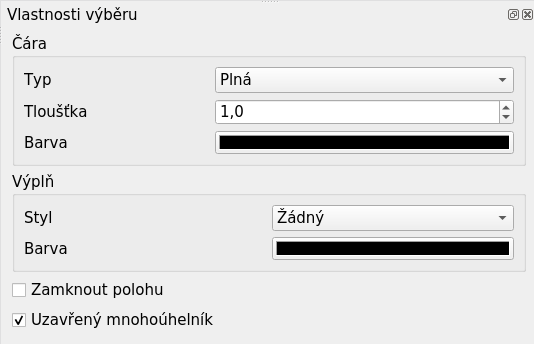 Vlastnosti výběru
Čára
Typ Plná
Tloušťka 1,0
Barva
Výplň
Styl Žádný
Barva
Zamknout polohu
Uzavřený mnohoúhelník